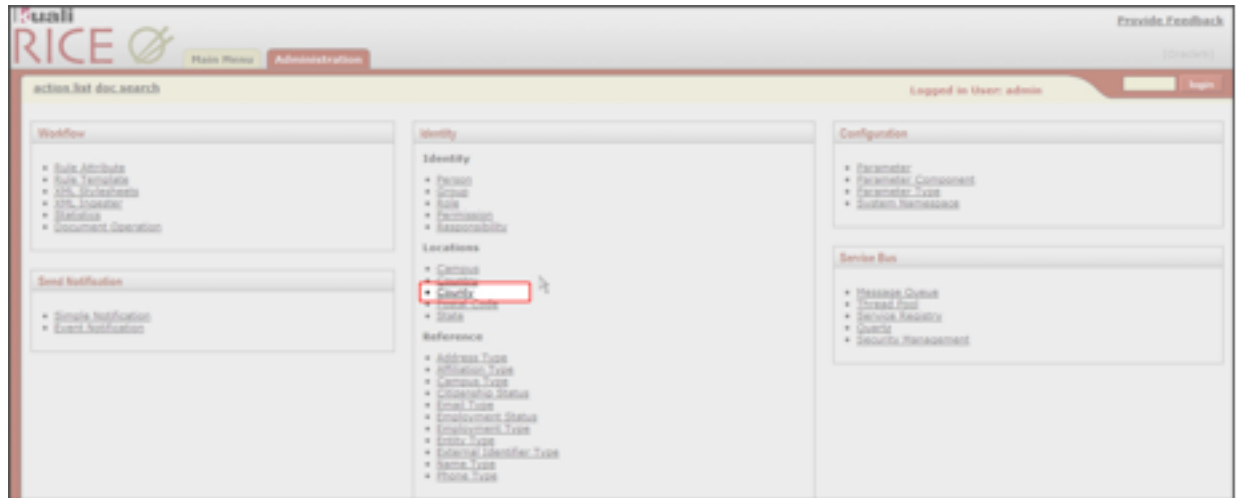 Kuali
RICE
Provide Feedback
Main Menu
Administration
action list doc search
Logged in User: admin
login
Workflow
Rule Attribute
Rule Template
XML Stylesheets
XML Ingester
Statistics
Document Operation
Send Notification
Simple Notification
Event Notification
Identity
Identity
Person
Group
Role
Permission
Responsibility
Locations
Campus
Country
County
Postal Code
State
Reference
Address Type
Affiliation Type
Campus Type
Citizenship Status
Email Type
Employment Status
Employment Type
Entity Type
External Identifier Type
Name Type
Phone Type
Configuration
Parameter
Parameter Component
Parameter Type
System Namespace
Service Bus
Message Queue
Thread Pool
Service Registry
Quartz
Security Management